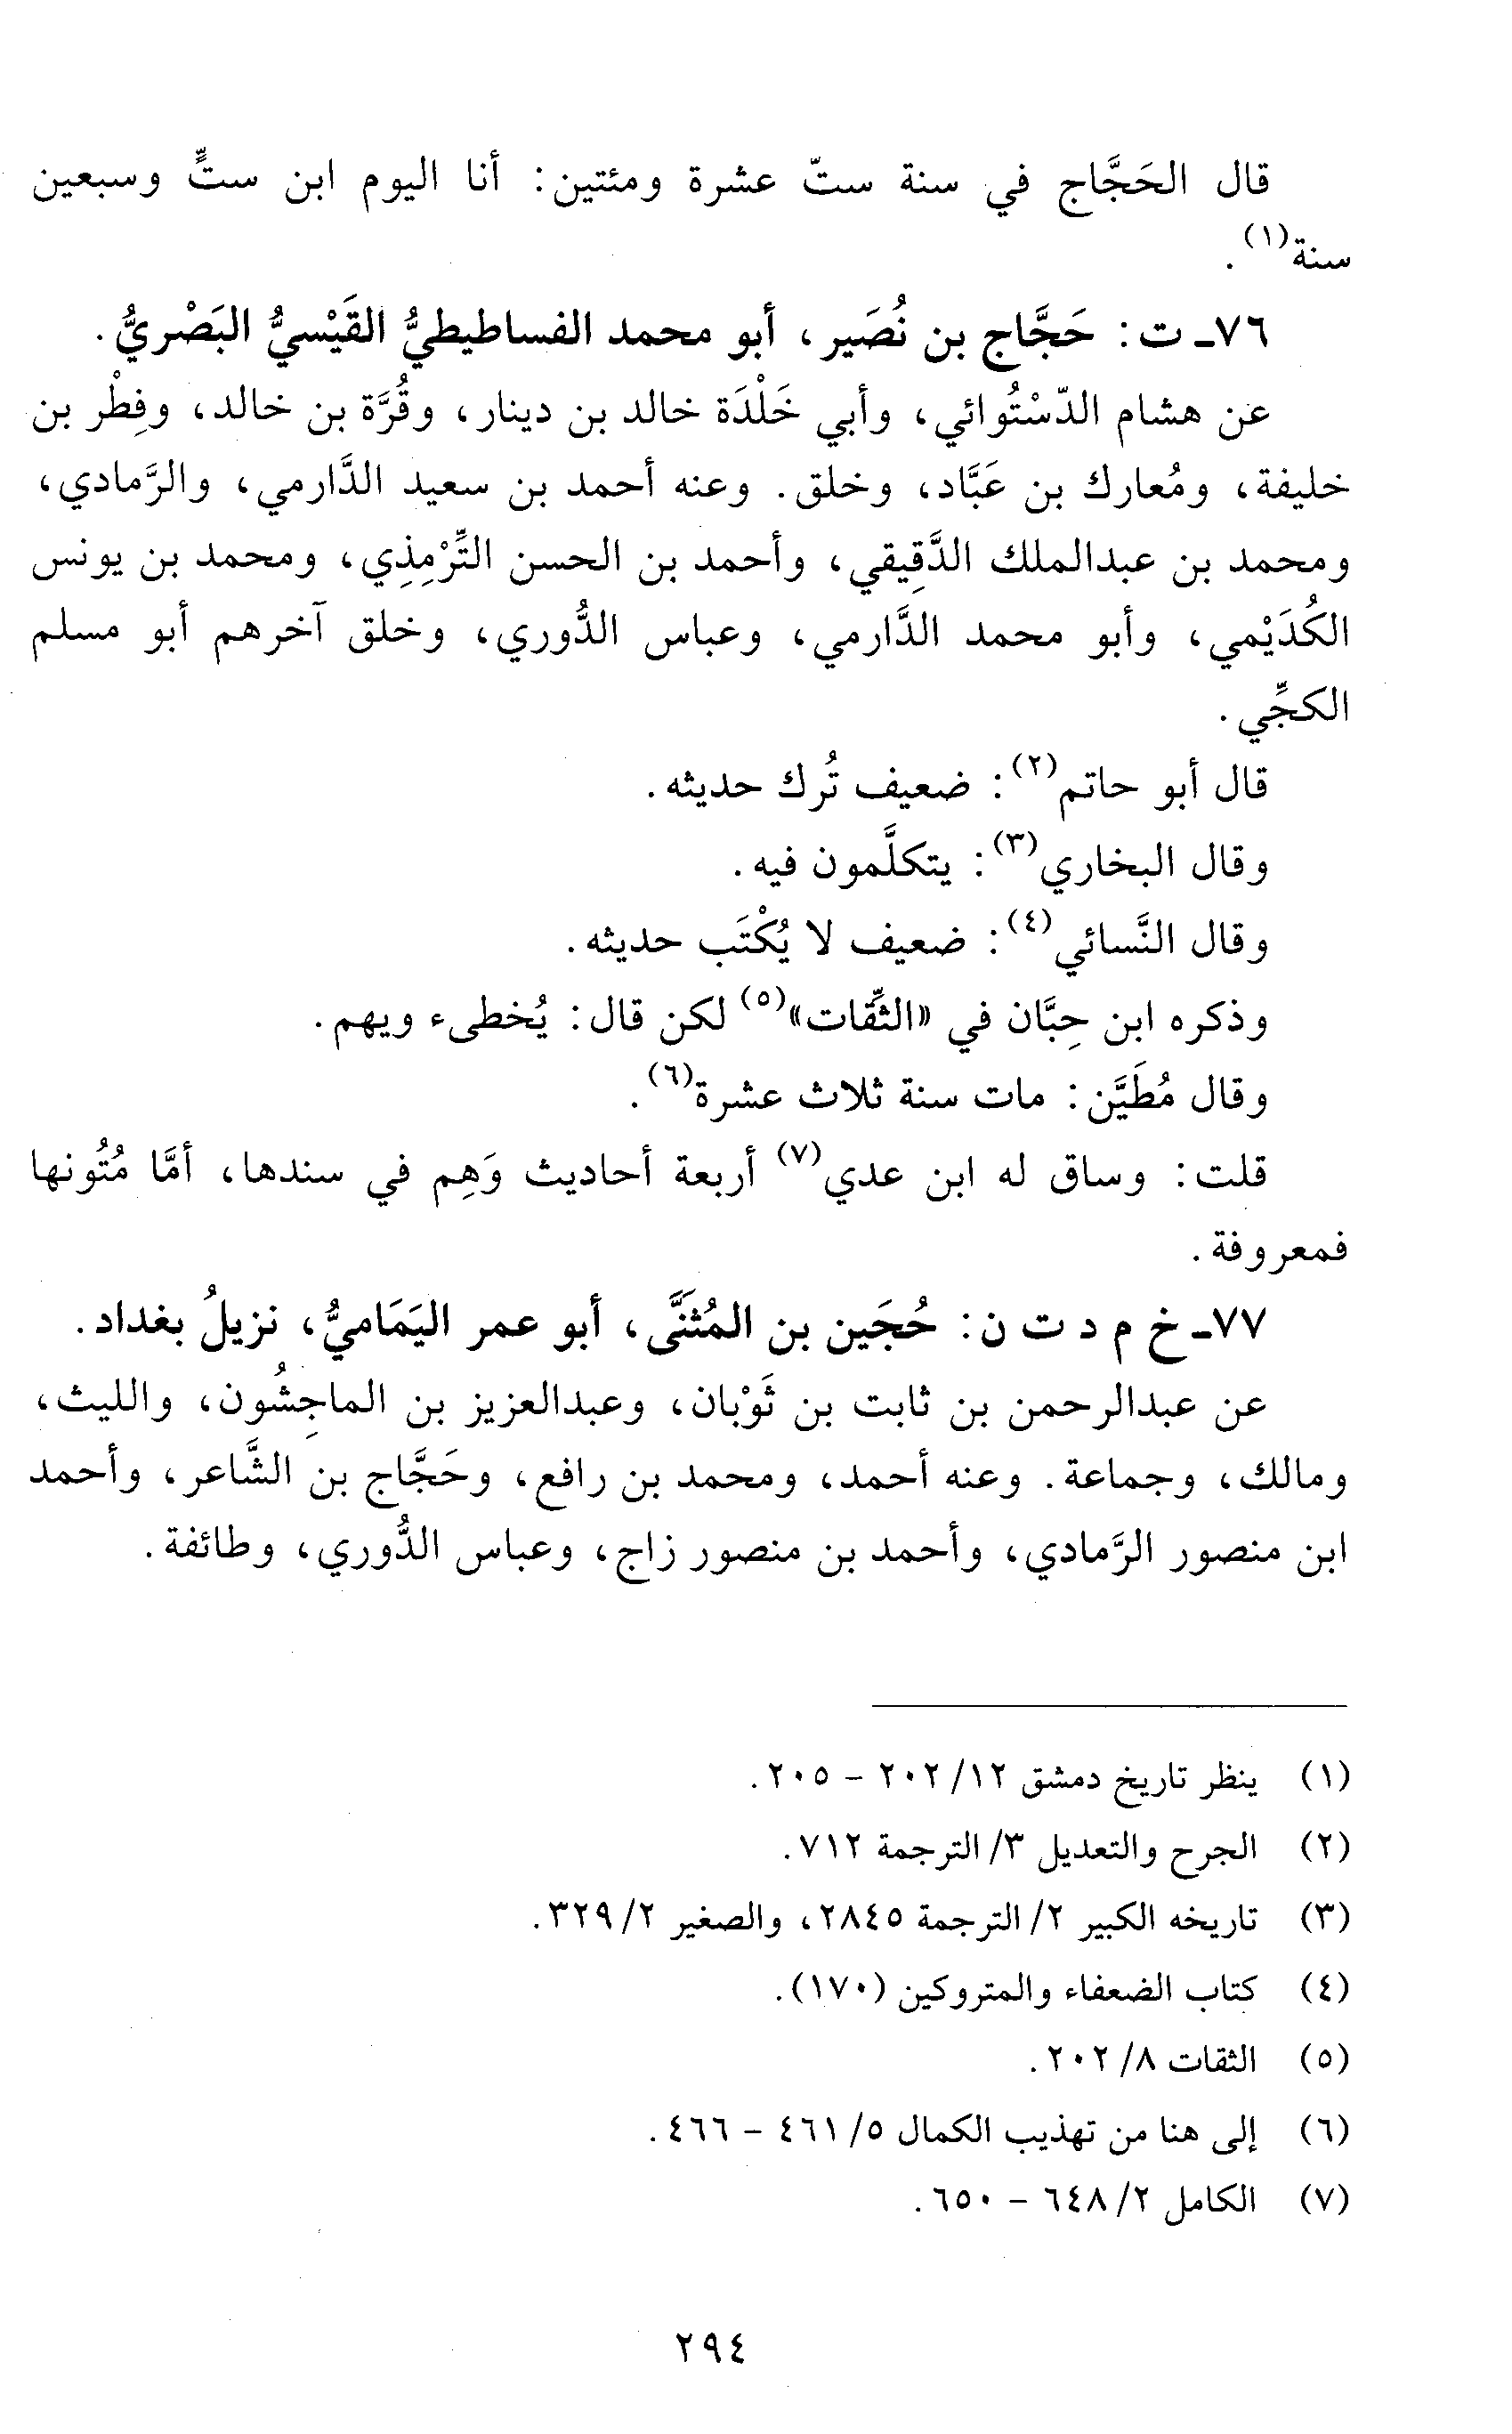 قال الحَجَّاج في سنة ستّ عشرة ومئتين: أنا اليوم ابن ستٍّ وسبعين
سنة(١).
٧٦ـ ت: حَجَّاج بن نُصَير، أبو محمد الفساطيطيُّ القَيْسيُّ البَصْريُّ.
عن هشام الدّسْتُوائي، وأبي خَلْدَة خالد بن دينار، وقُرَّة بن خالد، وفِطْر بن
خليفة، ومُعارك بن عَبَّاد، وخلق. وعنه أحمد بن سعيد الدَّارمي، والرَّمادي،
ومحمد بن عبدالملك الدَّقِيقي، وأحمد بن الحسن التِّرْمِذِي، ومحمد بن يونس
الكُدَيْمي، وأبو محمد الدَّارمي، وعباس الدُّوري، وخلق آخرهم أبو مسلم
الكجِّي.
قال أبو حاتم(٢): ضعيف تُرك حديثه.
وقال البخاري(٣): يتكلَّمون فيه.
وقال النَّسائي(٤): ضعيف لا يُكْتَب حديثه.
وذكره ابن حِبَّان في «الثِّقات»(٥) لكن قال: يُخطىء ويهم.
وقال مُطَيَّن: مات سنة ثلاث عشرة(٦).
قلت: وساق له ابن عدي(٧) أربعة أحاديث وَهِم في سندها، أمَّا مُتُونها
فمعروفة.
٧٧ـ خ م د ت ن: حُجَين بن المُثنَّى، أبو عمر اليَمَاميُّ، نزيلُ بغداد.
عن عبدالرحمن بن ثابت بن ثَوْبان، وعبدالعزيز بن الماجِشُون، والليث،
ومالك، وجماعة. وعنه أحمد، ومحمد بن رافع، وحَجَّاج بن الشَّاعر، وأحمد
ابن منصور الرَّمادي، وأحمد بن منصور زاج، وعباس الدُّوري، وطائفة.
(١) ينظر تاريخ دمشق ١٢/ ٢٠٢ - ٢٠٥.
(٢) الجرح والتعديل ٣/ الترجمة ٧١٢.
(٣) تاريخه الكبير ٢/ الترجمة ٢٨٤٥، والصغير ٢/ ٣٢٩.
(٤) كتاب الضعفاء والمتروكين (١٧٠).
(٥) الثقات ٨/ ٢٠٢.
(٦) إلى هنا من تهذيب الكمال ٥/ ٤٦١ - ٤٦٦.
(٧) الكامل ٢/ ٦٤٨ - ٦٥٠.
٢٩٤